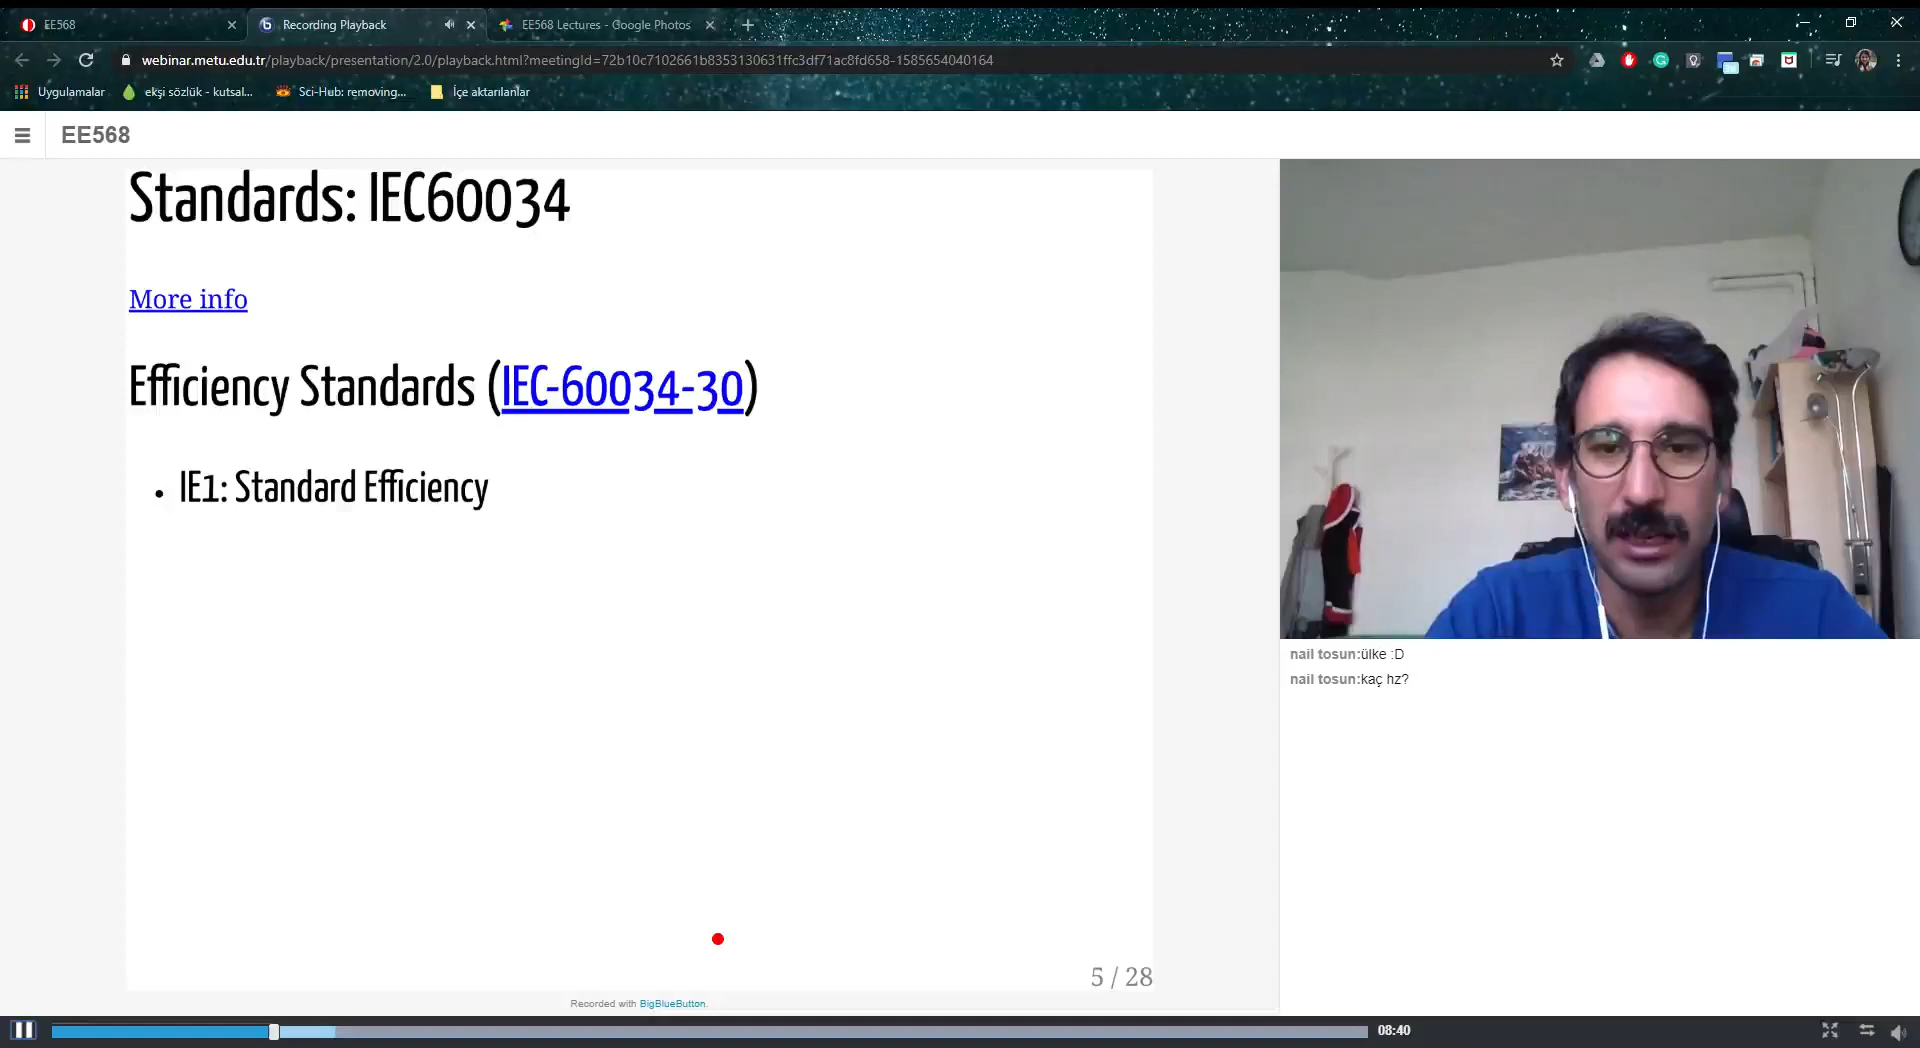 EE568
Recording Playback
EE568 Lectures - Google Photos
webinar.metu.edu.tr/playback/presentation/2.0/playback.html?meetingId=72b10c7102661b8353130631ffc3df71ac8fd658-1585654040164
Uygulamalar
ekşi sözlük - kutsal...
Sci-Hub: removing...
İçe aktarılanlar
EE568
Standards: IEC60034
More info
Efficiency Standards (IEC-60034-30)
• IE1: Standard Efficiency
5 / 28
Recorded with BigBlueButton.
nail tosun:ülke :D
nail tosun:kaç hz?
08:40